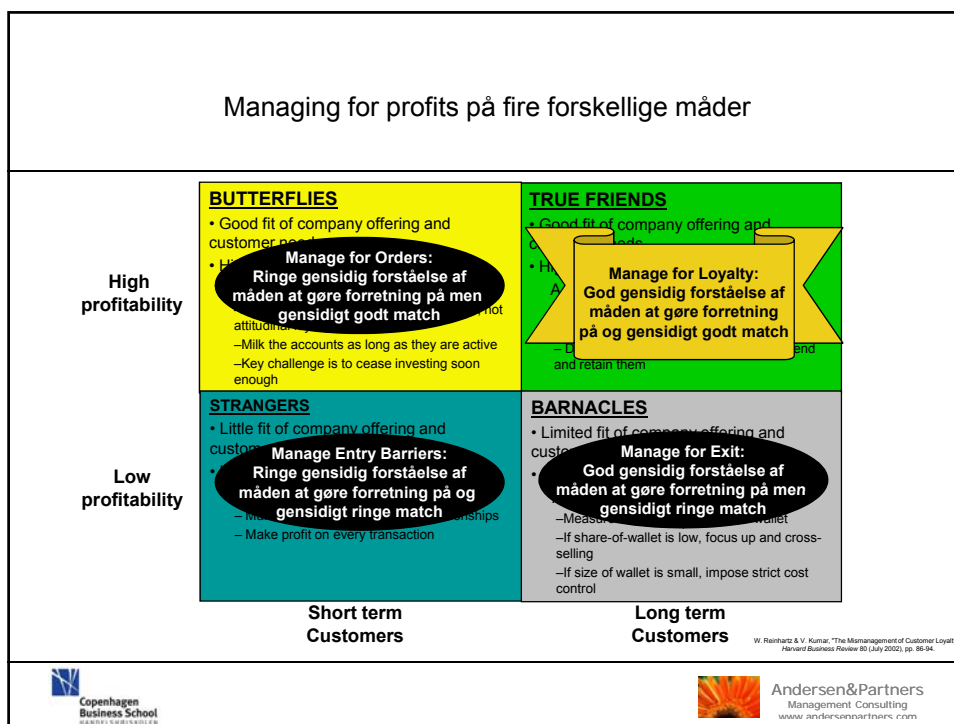 Managing for profits på fire forskellige måder
High
profitability
BUTTERFLIES
• Good fit of company offering and
customer
Manage for Orders:
Ringe gensidig forståelse af
måden at gøre forretning på men
gensidigt godt match
not
attitudinal
–Milk the accounts as long as they are active
–Key challenge is to cease investing soon
enough
TRUE FRIENDS
• Good fit of company offering and
Manage for Loyalty:
God gensidig forståelse af
måden at gøre forretning
på og gensidigt godt match
and retain them
Low
profitability
STRANGERS
• Little fit of company offering and
Manage Entry Barriers:
Ringe gensidig forståelse af
måden at gøre forretning på og
gensidigt ringe match
– Make profit on every transaction
BARNACLES
• Limited fit of company offering and
Manage for Exit:
God gensidig forståelse af
måden at gøre forretning på men
gensidigt ringe match
–Measure wallet
–If share-of-wallet is low, focus up and cross-
selling
–If size of wallet is small, impose strict cost
control
Short term
Customers
Long term
Customers
W. Reinhartz & V. Kumar, "The Mismanagement of Customer Loyalt
Harvard Business Review 80 (July 2002), pp. 86-94.
Copenhagen
Business School
HANDELSHØJSKOLEN
Andersen&Partners
Management Consulting
www.andersenpartners.com